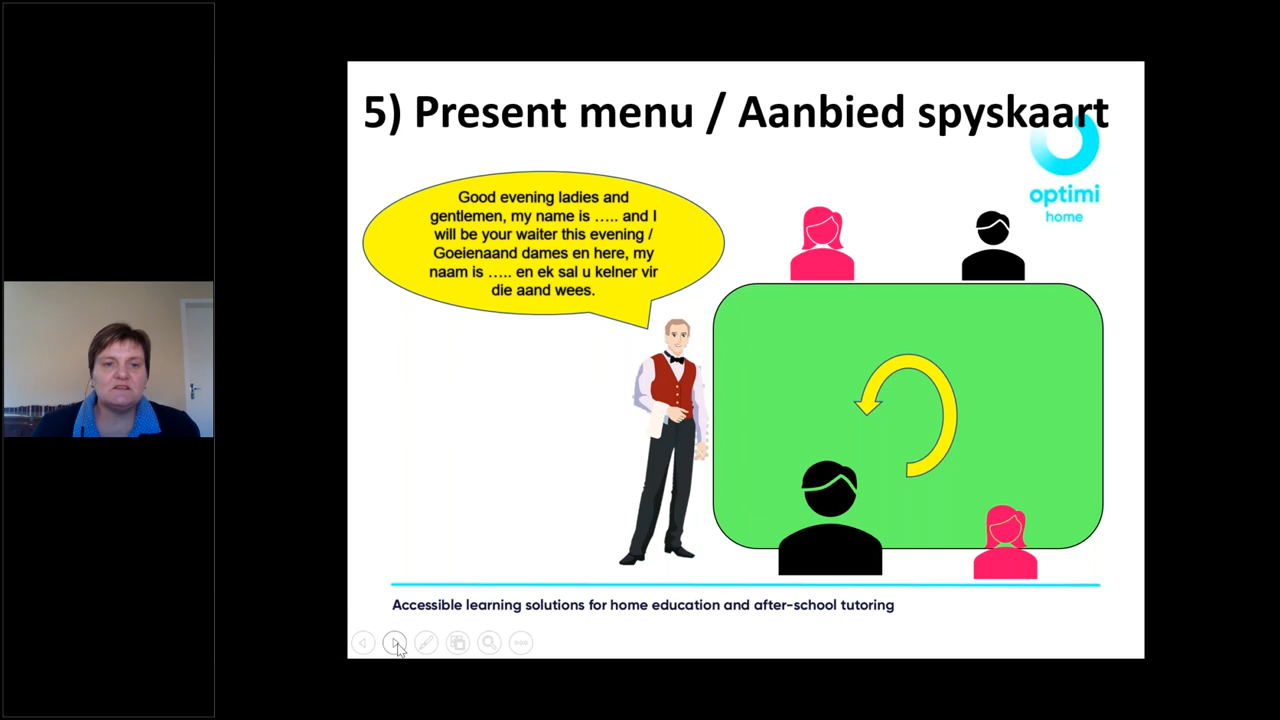 5) Present menu / Aanbied spyskaart
optimi
home
Good evening ladies and
gentlemen, my name is ..... and I
will be your waiter this evening /
Goeienaand dames en here, my
naam is ..... en ek sal u kelner vir
die aand wees.
Accessible learning solutions for home education and after-school tutoring